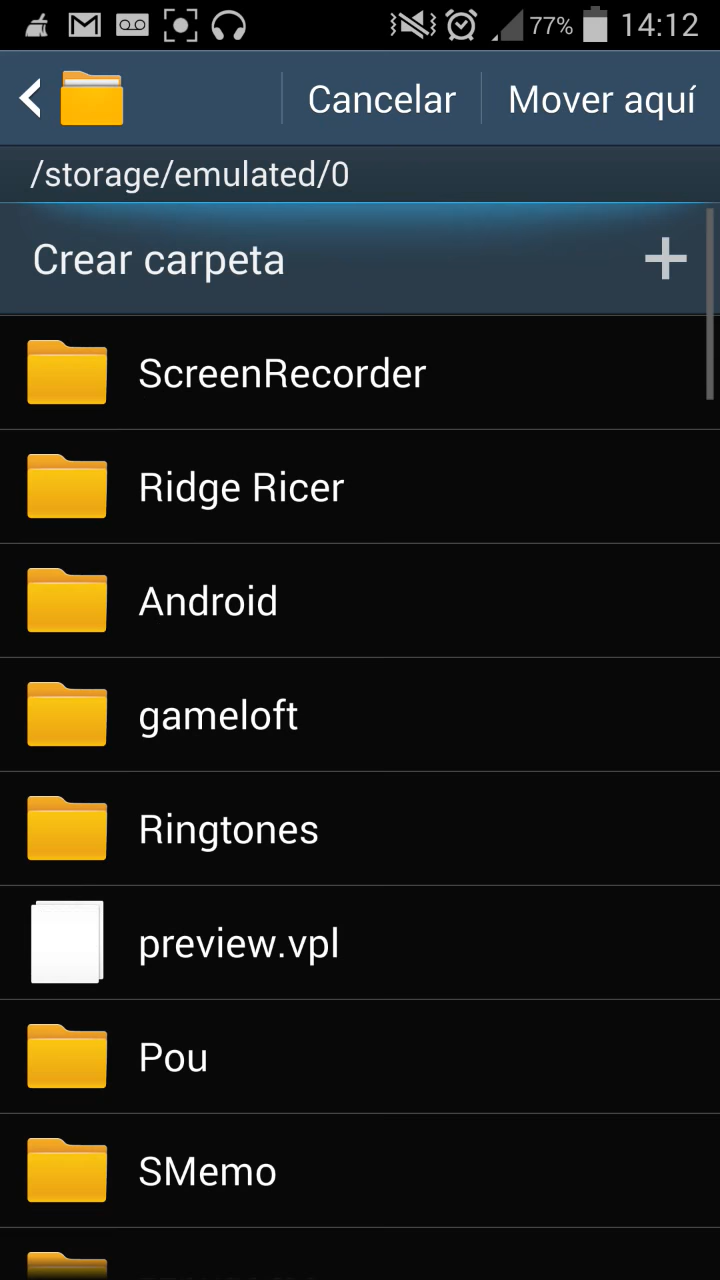 77% 14:12
Cancelar Mover aquí
/storage/emulated/0
Crear carpeta
ScreenRecorder
Ridge Ricer
Android
gameloft
Ringtones
preview.vpl
Pou
SMemo